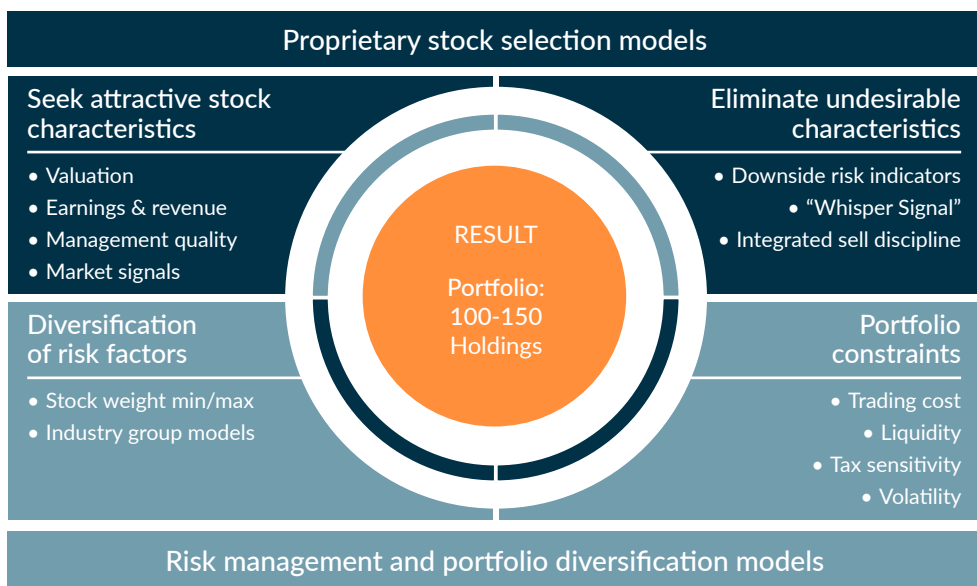 Proprietary stock selection models
Seek attractive stock
characteristics
• Valuation
• Earnings & revenue
• Management quality
• Market signals
Eliminate undesirable
characteristics
• Downside risk indicators
• “Whisper Signal”
• Integrated sell discipline
RESULT
Portfolio:
100-150
Holdings
Diversification
of risk factors
• Stock weight min/max
• Industry group models
Portfolio
constraints
• Trading cost
• Liquidity
• Tax sensitivity
• Volatility
Risk management and portfolio diversification models